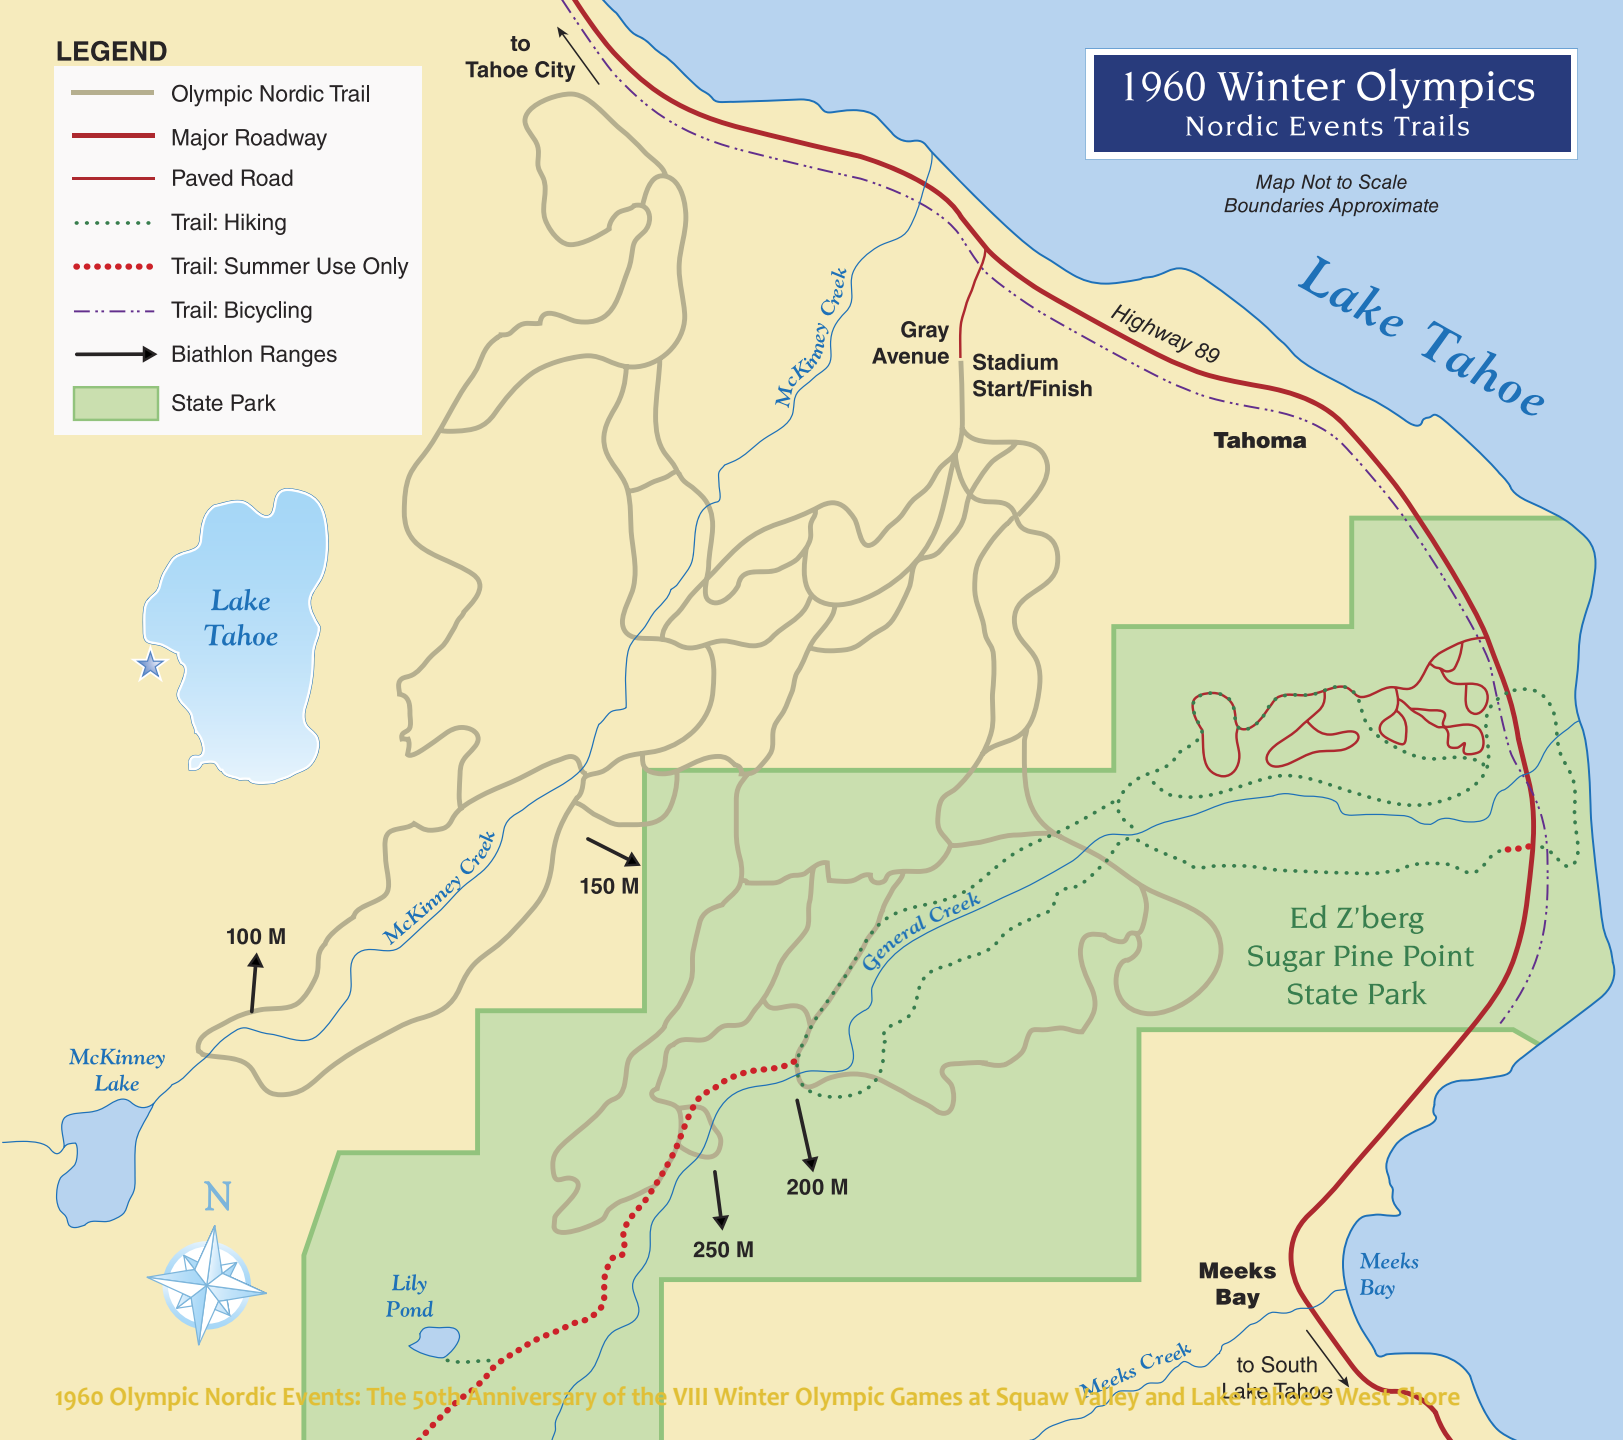 LEGEND
Olympic Nordic Trail
Major Roadway
Paved Road
Trail: Hiking
Trail: Summer Use Only
Trail: Bicycling
Biathlon Ranges
State Park
to
Tahoe City
1960 Winter Olympics
Nordic Events Trails
Map Not to Scale
Boundaries Approximate
Lake Tahoe
Highway 89
McKinney Creek
Gray
Avenue
Stadium
Start/Finish
Tahoma
Lake
Tahoe
McKinney Creek
150 M
100 M
General Creek
Ed Z'berg
Sugar Pine Point
State Park
McKinney
Lake
200 M
250 M
N
Lily
Pond
Meeks
Bay
Meeks
Bay
Meeks Creek
to South
Lake Tahoe
1960 Olympic Nordic Events: The 50th Anniversary of the VIII Winter Olympic Games at Squaw Valley and Lake Tahoe's West Shore